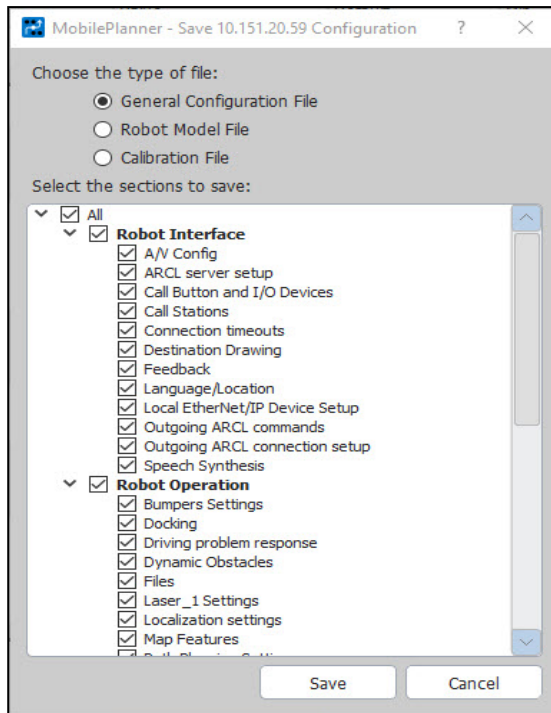 MobilePlanner - Save 10.151.20.59 Configuration ?
Choose the type of file:
General Configuration File
Robot Model File
Calibration File
Select the sections to save:
All
Robot Interface
A/V Config
ARCL server setup
Call Button and I/O Devices
Call Stations
Connection timeouts
Destination Drawing
Feedback
Language/Location
Local EtherNet/IP Device Setup
Outgoing ARCL commands
Outgoing ARCL connection setup
Speech Synthesis
Robot Operation
Bumpers Settings
Docking
Driving problem response
Dynamic Obstacles
Files
Laser_1 Settings
Localization settings
Map Features
Save Cancel